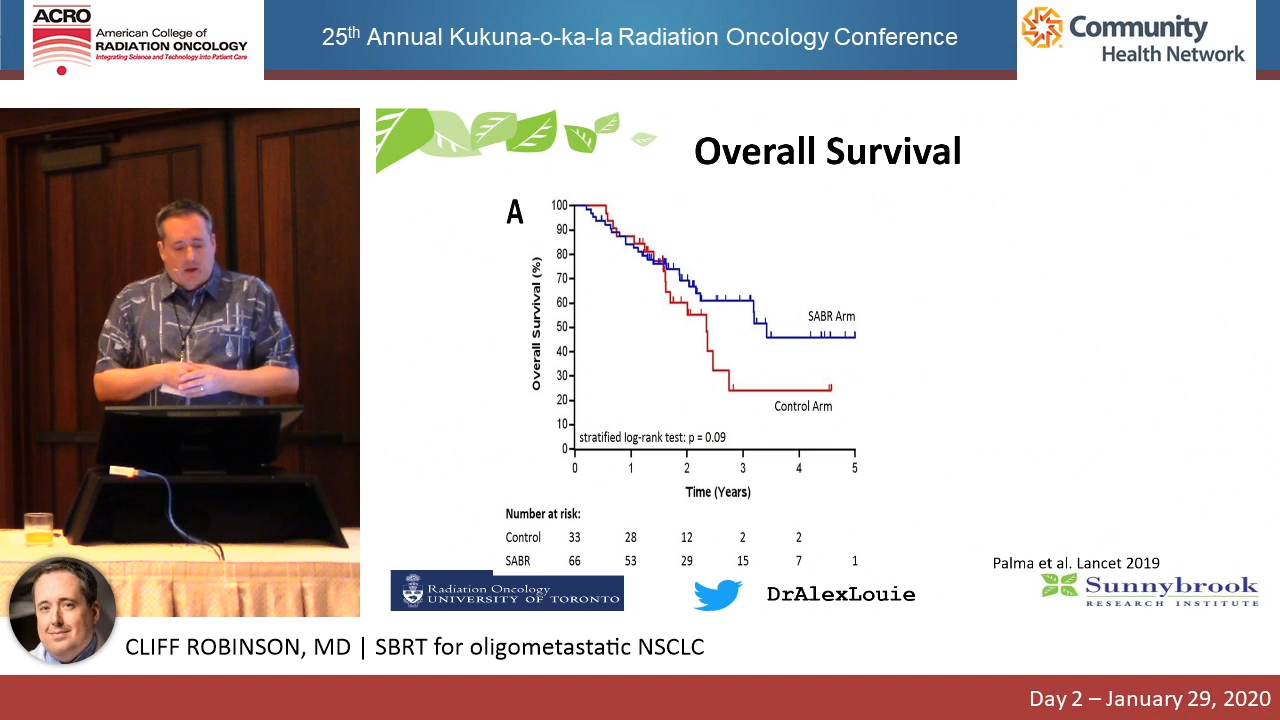 ACRO
American College of
RADIATION ONCOLOGY
Integrating Science and Technology into Patient Care
25th Annual Kukuna-o-ka-la Radiation Oncology Conference
Community
Health Network
Overall Survival
A
Overall Survival (%)
100
90
80
70
60
50
40
30
20
10
0
SABR Arm
Control Arm
stratified log-rank test: p = 0.09
0 1 2 3 4 5
Time (Years)
Number at risk:
Control 33 28 12 2 2
SABR 66 53 29 15 7 1
Palma et al. Lancet 2019
Radiation Oncology
UNIVERSITY OF TORONTO
DrAlexLouie
Sunnybrook
RESEARCH INSTITUTE
CLIFF ROBINSON, MD | SBRT for oligometastatic NSCLC
Day 2 – January 29, 2020